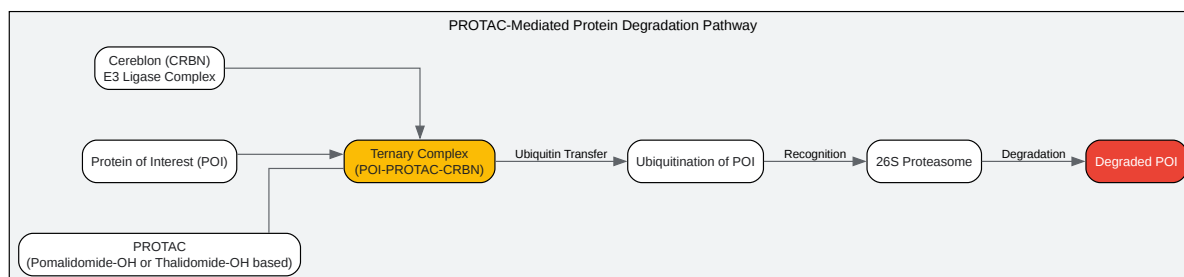 PROTAC-Mediated Protein Degradation Pathway
Cereblon (CRBN)
E3 Ligase Complex
Protein of Interest (POI)
Ternary Complex
(POI-PROTAC-CRBN)
Ubiquitin Transfer
Ubiquitination of POI
Recognition
26S Proteasome
Degradation
Degraded POI
PROTAC
(Pomalidomide-OH or Thalidomide-OH based)